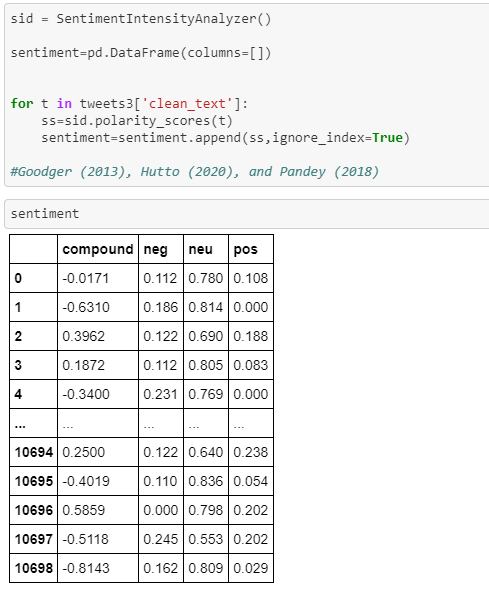 sid = SentimentIntensityAnalyzer()
sentiment=pd.DataFrame(columns=[])
for t in tweets3['clean_text']:
ss=sid.polarity_scores(t)
sentiment=sentiment.append(ss,ignore_index=True)
#Goodger (2013), Hutto (2020), and Pandey (2018)
sentiment
compound neg neu pos
0 -0.0171 0.112 0.780 0.108
1 -0.6310 0.186 0.814 0.000
2 0.3962 0.122 0.690 0.188
3 0.1872 0.112 0.805 0.083
4 -0.3400 0.231 0.769 0.000
... ... ... ... ...
10694 0.2500 0.122 0.640 0.238
10695 -0.4019 0.110 0.836 0.054
10696 0.5859 0.000 0.798 0.202
10697 -0.5118 0.245 0.553 0.202
10698 -0.8143 0.162 0.809 0.029